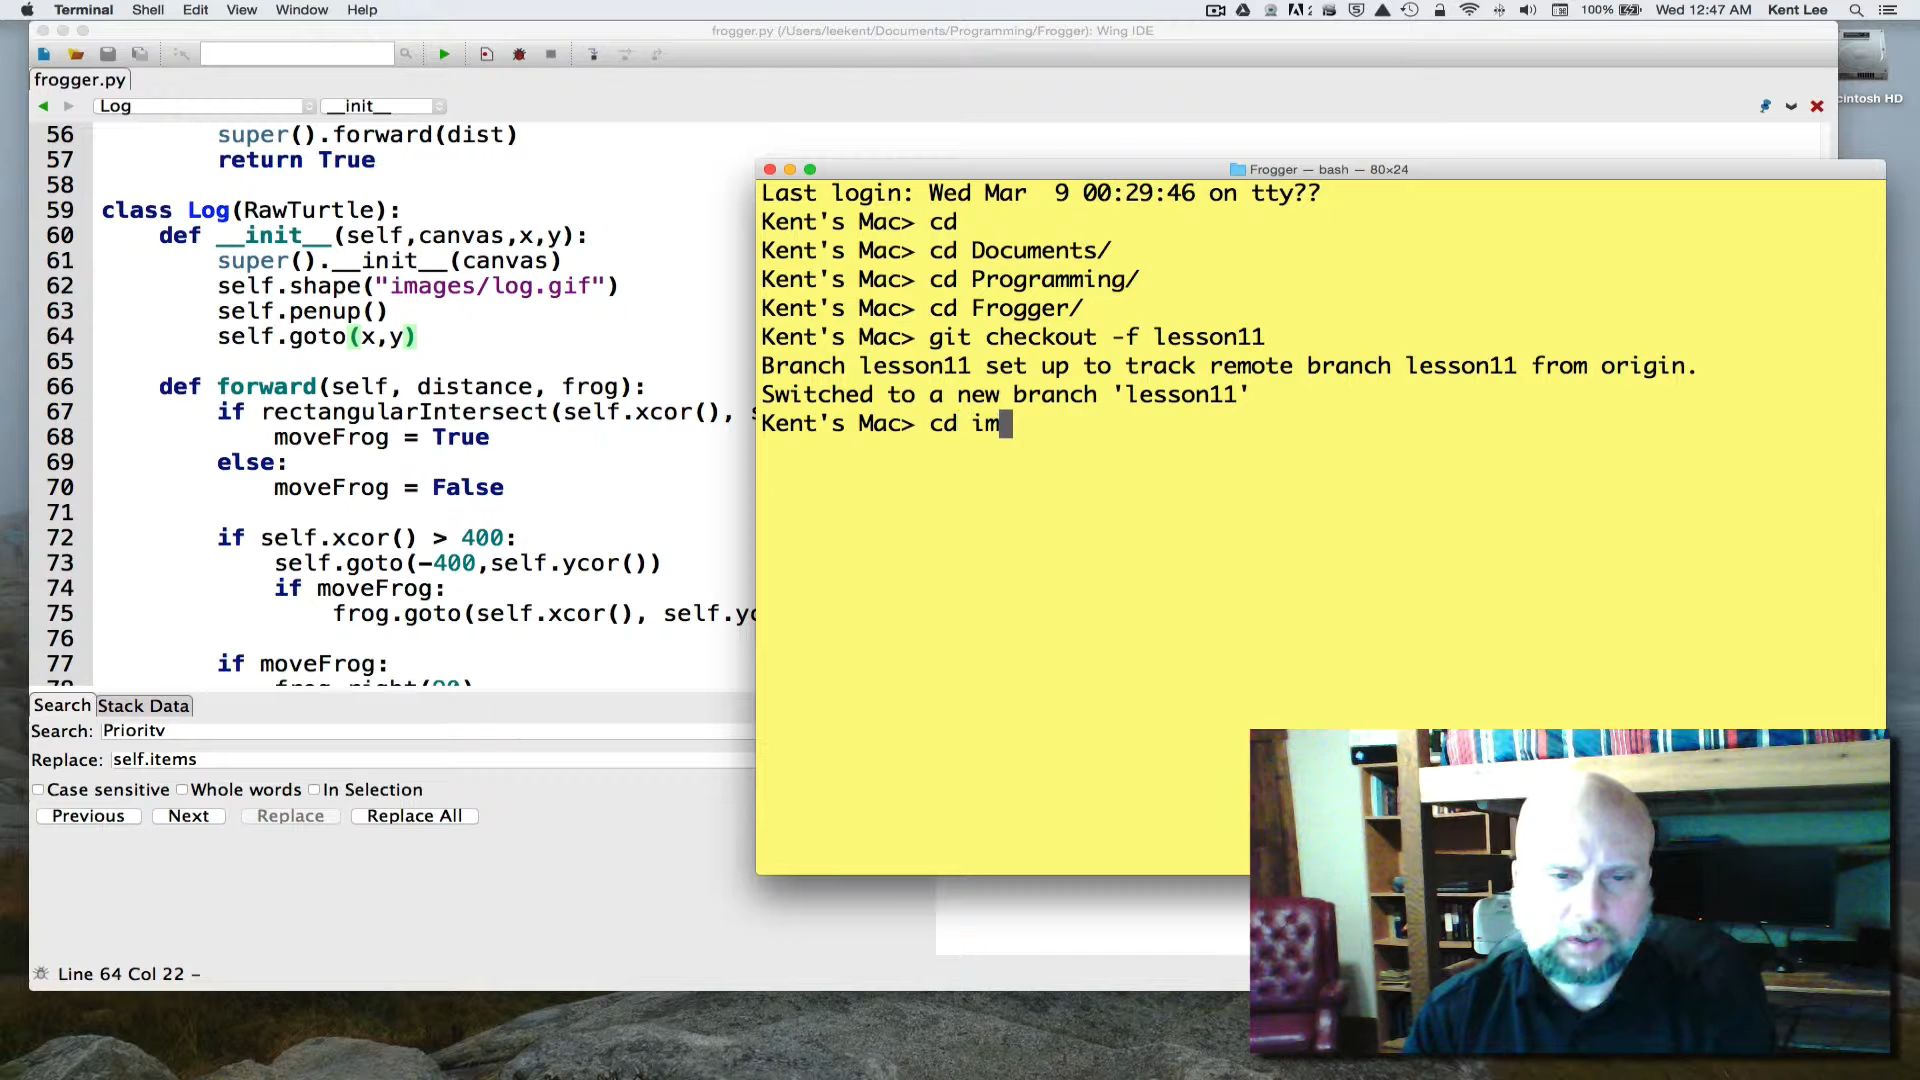 Terminal Shell Edit View Window Help 100% Wed 12:47 AM Kent Lee
frogger.py (/Users/leekent/Documents/Programming/Frogger): Wing IDE
frogger.py
Log __init__
cintosh HD
56 super().forward(dist)
57 return True
58
59 class Log(RawTurtle):
60 def __init__(self,canvas,x,y):
61 super().__init__(canvas)
62 self.shape("images/log.gif")
63 self.penup()
64 self.goto(x,y)
65
66 def forward(self, distance, frog):
67 if rectangularIntersect(self.xcor(), s
68 moveFrog = True
69 else:
70 moveFrog = False
71
72 if self.xcor() > 400:
73 self.goto(-400,self.ycor())
74 if moveFrog:
75 frog.goto(self.xcor(), self.yc
76
77 if moveFrog:
78 frog.right(90)
Frogger — bash — 80×24
Last login: Wed Mar  9 00:29:46 on tty??
Kent's Mac> cd
Kent's Mac> cd Documents/
Kent's Mac> cd Programming/
Kent's Mac> cd Frogger/
Kent's Mac> git checkout -f lesson11
Branch lesson11 set up to track remote branch lesson11 from origin.
Switched to a new branch 'lesson11'
Kent's Mac> cd im
Search Stack Data
Search: Priority
Replace: self.items
Case sensitive Whole words In Selection
Previous Next Replace Replace All
Line 64 Col 22 –